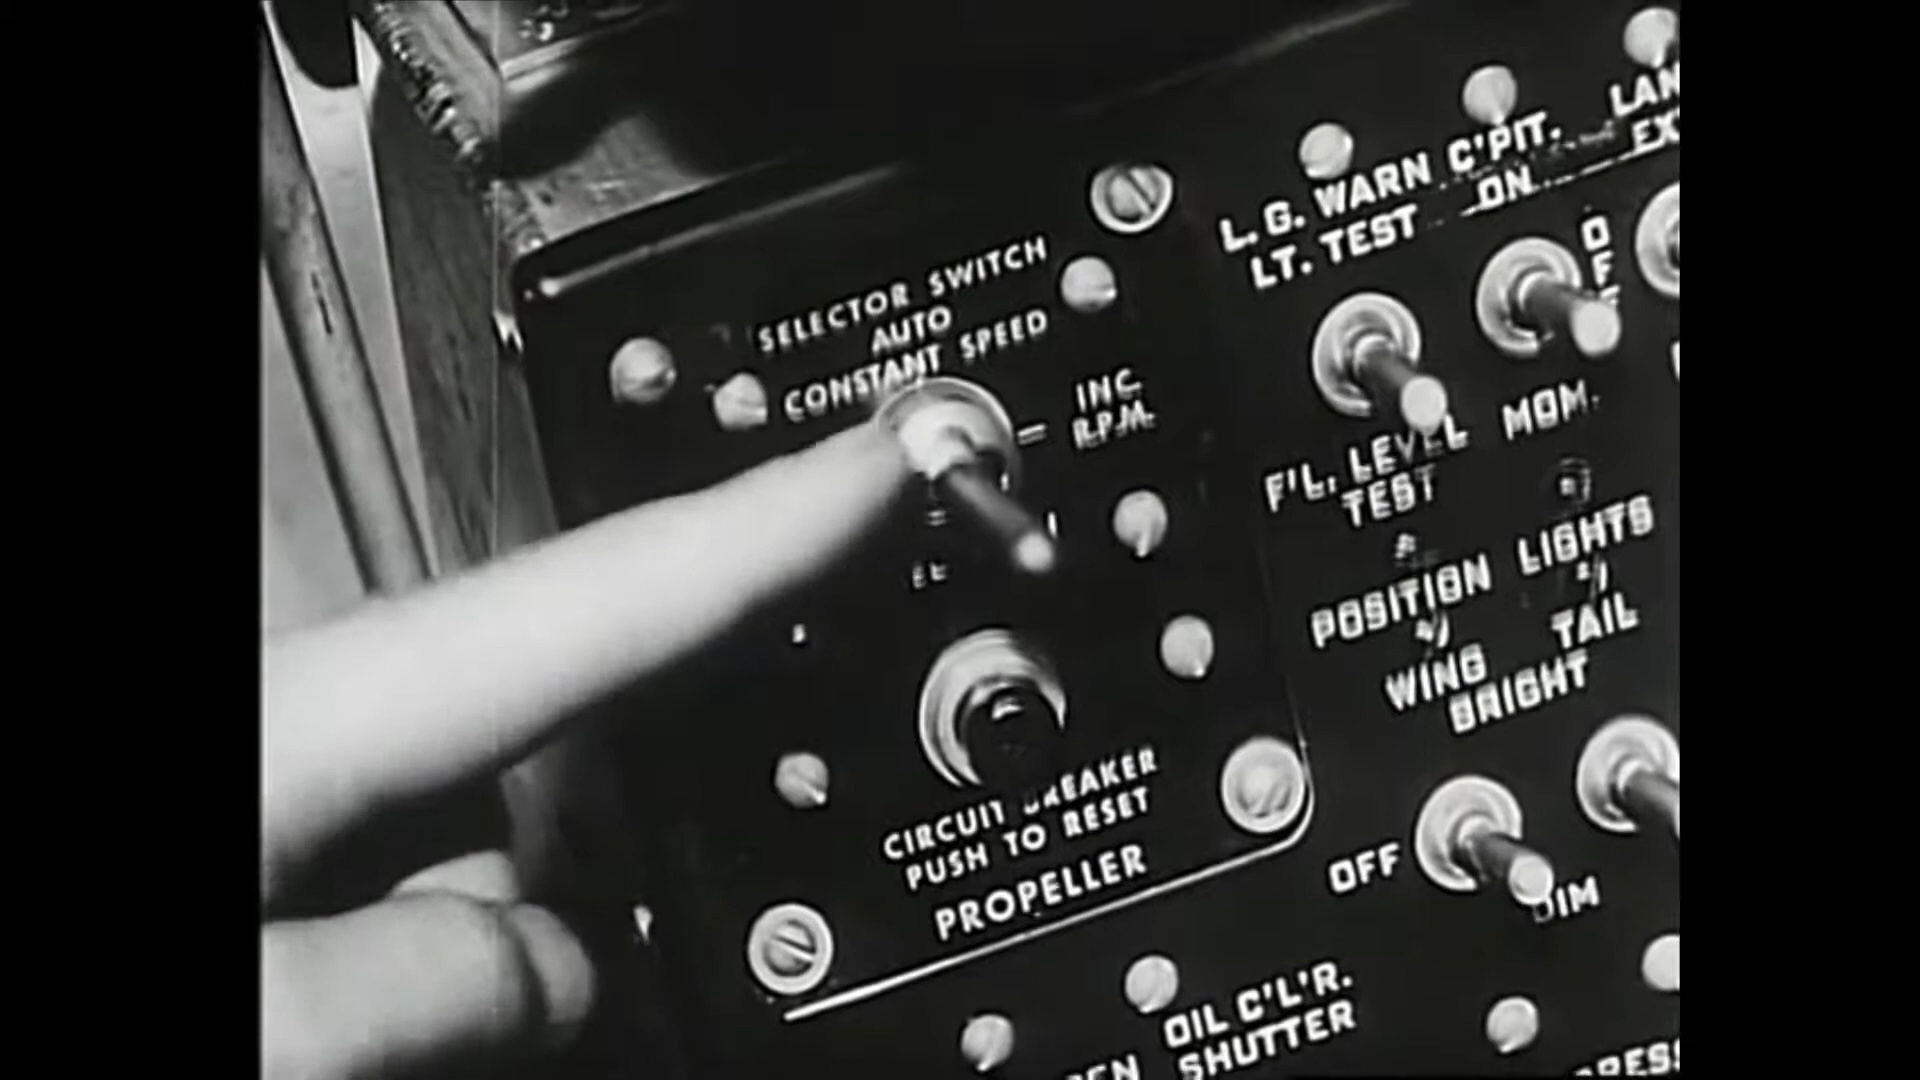 SELECTOR SWITCH
AUTO
CONSTANT SPEED
INC.
R.P.M.
CIRCUIT BREAKER
PUSH TO RESET
PROPELLER
L. G. WARN
LT. TEST
C'PIT.
ON
OFF
F'L. LEVEL
TEST
MOM.
POSITION LIGHTS
WING TAIL
BRIGHT
OFF
DIM
OIL C'L'R.
SHUTTER